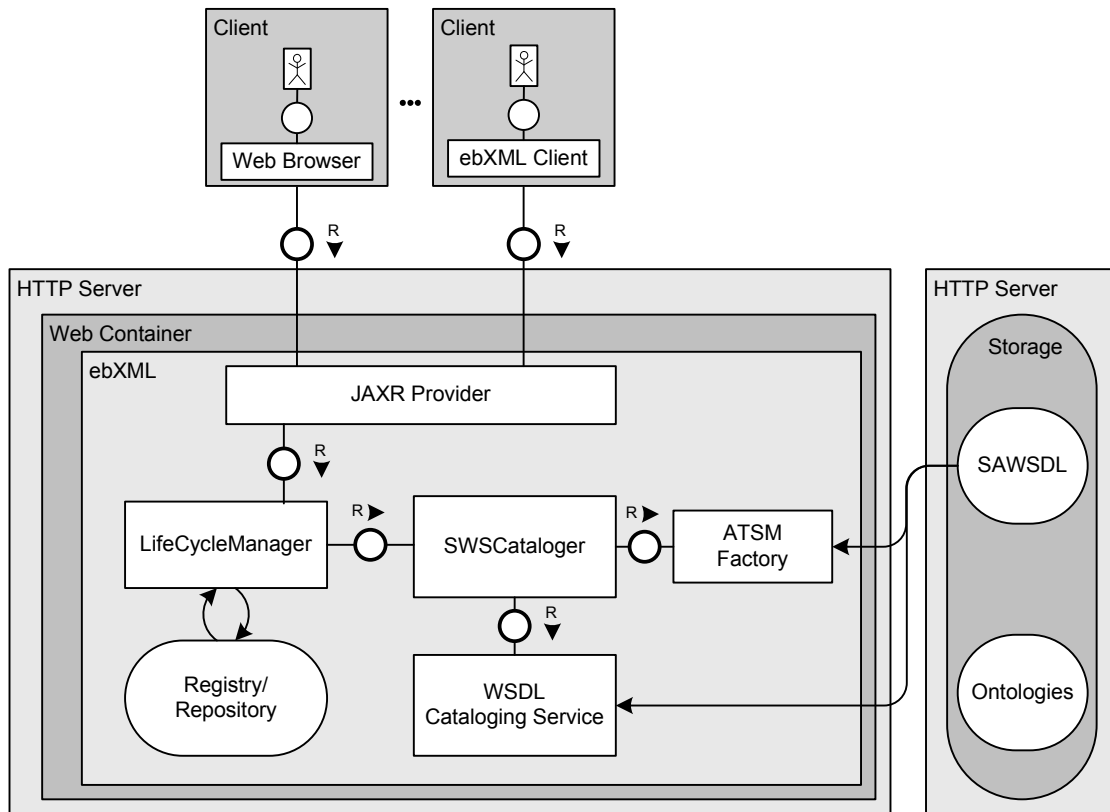 Client
Client
Web Browser
•••
ebXML Client
R
R
HTTP Server
HTTP Server
Web Container
Storage
ebXML
JAXR Provider
R
SAWSDL
R
R
LifeCycleManager
SWSCataloger
ATSM
Factory
R
Registry/
Repository
WSDL
Cataloging Service
Ontologies